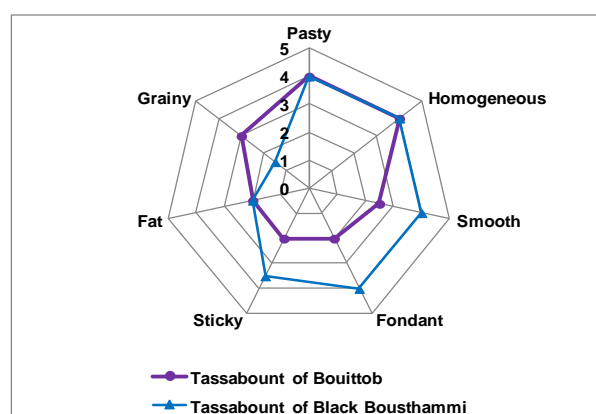 Pasty
5
4
3
2
1
0
Grainy
Homogeneous
Fat
Smooth
Sticky
Fondant
Tassabount of Bouittob
Tassabount of Black Bousthammi